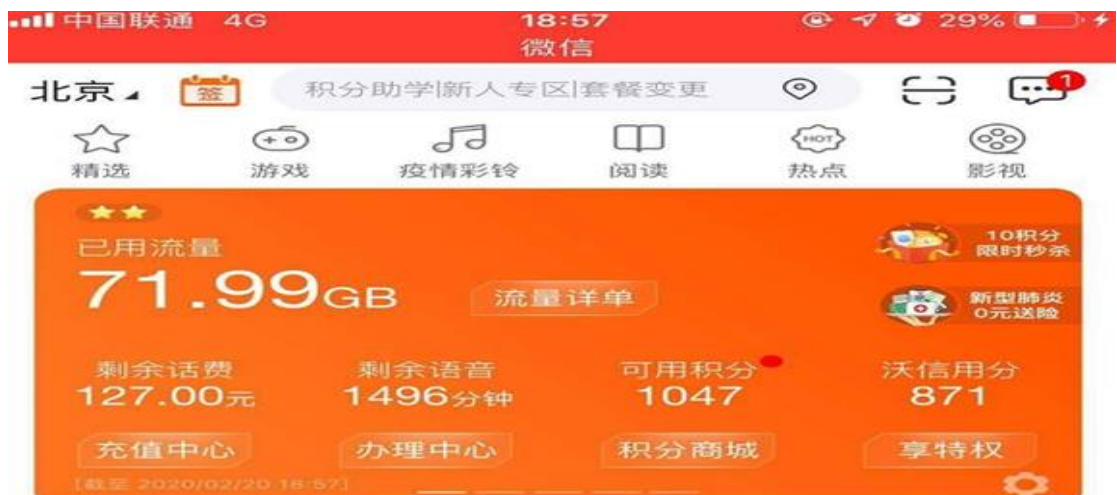 中国联通 4G 18:57 29%
微信
北京 签 积分助学|新人专区|套餐变更 1
精选 游戏 疫情彩铃 阅读 HOT 热点 影视
已用流量
71.99GB 流量详单
10积分
限时秒杀
新型肺炎
0元送险
剩余话费 剩余语音 可用积分 沃信用分
127.00元 1496分钟 1047 871
充值中心 办理中心 积分商城 享特权
[截至 2020/02/20 18:57]